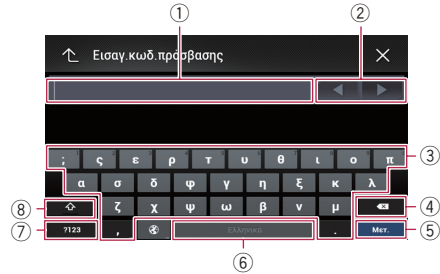 ① ②
Εισαγ.κωδ.πρόσβασης
; ς ε ρ τ υ θ ι ο π ③
α σ δ φ γ η ξ κ λ
⑧ ζ χ ψ ω β ν μ ④
⑦ ?123 , Ελληνικά . Μετ. ⑤
⑥